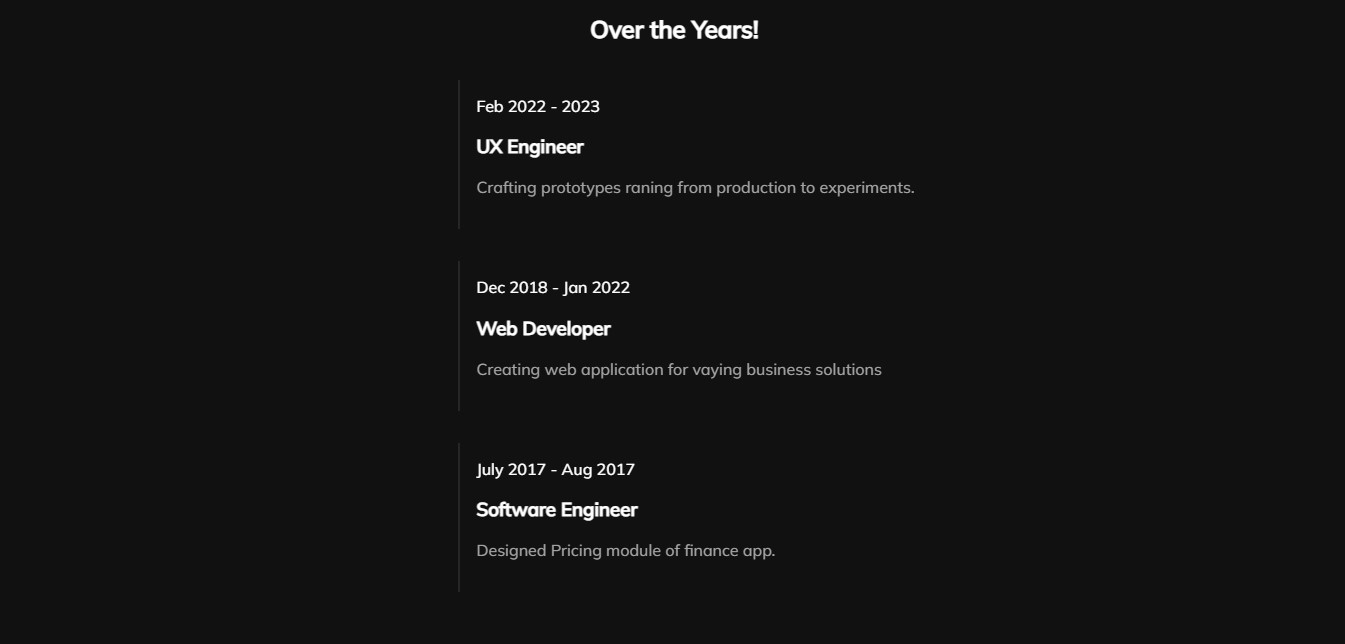 Over the Years!
Feb 2022 - 2023
UX Engineer
Crafting prototypes raning from production to experiments.
Dec 2018 - Jan 2022
Web Developer
Creating web application for vaying business solutions
July 2017 - Aug 2017
Software Engineer
Designed Pricing module of finance app.